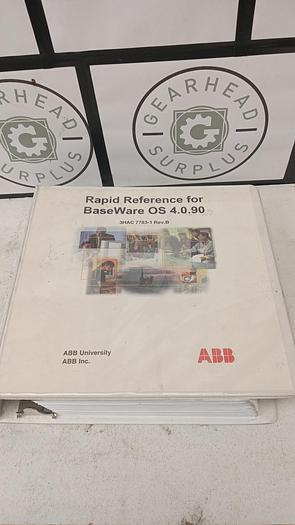 GEARHEAD
SURPLUS
GEARHEAD
SURPLUS
Rapid Reference for
BaseWare OS 4.0.90
3HAC 7783-1 Rev.B
ABB University
ABB Inc.
ABB